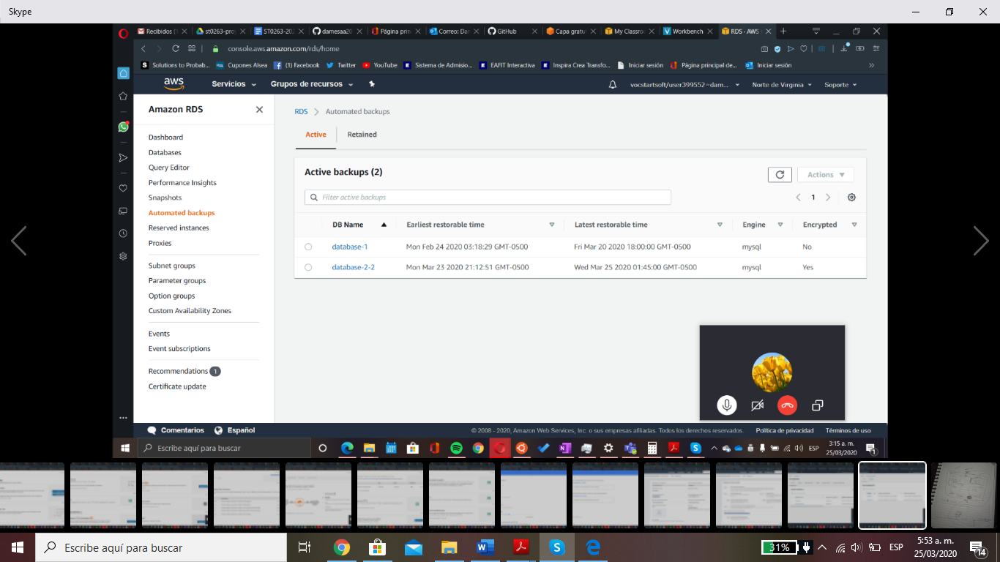 Skype
Recibidos (1
st0263-proy
ST0263-202
damesaa20
Página prin
Correo: Dan
GitHub
Capa gratui
My Classroo
Workbench
RDS · AWS
console.aws.amazon.com/rds/home
Solutions to Probab...
Cupones Alsea
(1) Facebook
Twitter
YouTube
Sistema de Admisio...
EAFIT Interactiva
Inspira Crea Transfo...
Iniciar sesión
Página principal de...
Iniciar sesión
aws
Servicios
Grupos de recursos
vocstartsoft/user399552=dam...
Norte de Virginia
Soporte
Amazon RDS
Dashboard
Databases
Query Editor
Performance Insights
Snapshots
Automated backups
Reserved instances
Proxies
Subnet groups
Parameter groups
Option groups
Custom Availability Zones
Events
Event subscriptions
Recommendations 1
Certificate update
RDS > Automated backups
Active Retained
Active backups (2)
Actions
Filter active backups
1
DB Name Earliest restorable time Latest restorable time Engine Encrypted
database-1 Mon Feb 24 2020 03:18:29 GMT-0500 Fri Mar 20 2020 18:00:00 GMT-0500 mysql No
database-2-2 Mon Mar 23 2020 21:12:51 GMT-0500 Wed Mar 25 2020 01:45:00 GMT-0500 mysql Yes
Comentarios Español
© 2008 - 2020, Amazon Web Services, Inc. o sus empresas afiliadas. Todos los derechos reservados. Política de privacidad Términos de uso
Escribe aquí para buscar
ESP
3:15 a. m.
25/03/2020
1
Escribe aquí para buscar
31%
ESP
5:53 a. m.
25/03/2020
14